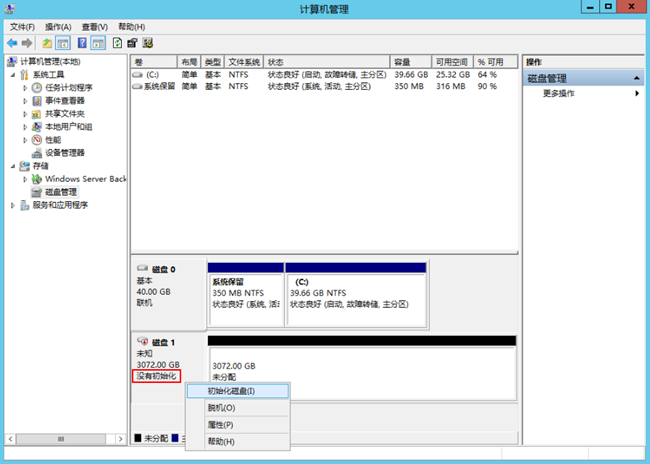 计算机管理
文件(F) 操作(A) 查看(V) 帮助(H)
计算机管理(本地)
系统工具
任务计划程序
事件查看器
共享文件夹
本地用户和组
性能
设备管理器
存储
Windows Server Back
磁盘管理
服务和应用程序
卷 布局 类型 文件系统 状态 容量 可用空间 % 可用
(C:) 简单 基本 NTFS 状态良好 (启动, 故障转储, 主分区) 39.66 GB 25.32 GB 64 %
系统保留 简单 基本 NTFS 状态良好 (系统, 活动, 主分区) 350 MB 316 MB 90 %
磁盘 0
基本
40.00 GB
联机
系统保留
350 MB NTFS
状态良好 (系统, 活
(C:)
39.66 GB NTFS
状态良好 (启动, 故障转储, 主分区)
磁盘 1
未知
3072.00 GB
没有初始化
3072.00 GB
未分配
初始化磁盘(I)
脱机(O)
属性(P)
帮助(H)
未分配
操作
磁盘管理
更多操作